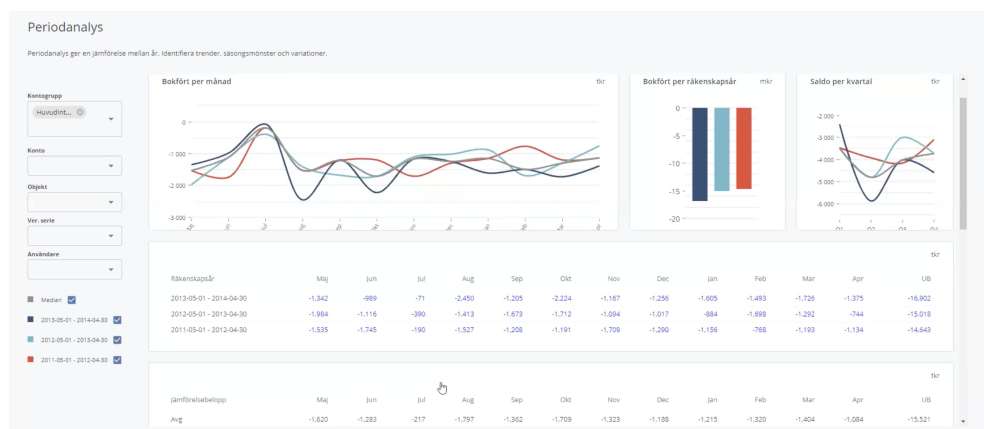 Periodanalys
Periodanalys ger en jämförelse mellan år. Identifiera trender, säsongsmönster och variationer.
Kontogrupp
Huvudint...
Konto
Objekt
Ver. serie
Användare
Median
2013-05-01 - 2014-04-30
2012-05-01 - 2013-04-30
2011-05-01 - 2012-04-30
Bokfört per månad tkr
0
-1 000
-2 000
-3 000
Bokfört per räkenskapsår mkr
0
-5
-10
-15
-20
Saldo per kvartal tkr
-2 000
-3 000
-4 000
-5 000
-6 000
tkr
Räkenskapsår Maj Jun Jul Aug Sep Okt Nov Dec Jan Feb Mar Apr UB
2013-05-01 - 2014-04-30 -1,342 -989 -71 -2,450 -1,205 -2,224 -1,167 -1,256 -1,605 -1,493 -1,726 -1,375 -16,902
2012-05-01 - 2013-04-30 -1,984 -1,116 -390 -1,413 -1,673 -1,712 -1,094 -1,017 -884 -1,698 -1,292 -744 -15,018
2011-05-01 - 2012-04-30 -1,535 -1,745 -190 -1,527 -1,208 -1,191 -1,709 -1,290 -1,156 -768 -1,193 -1,134 -14,643
tkr
Jämförelsebelopp Maj Jun Jul Aug Sep Okt Nov Dec Jan Feb Mar Apr UB
Avg -1,620 -1,283 -217 -1,797 -1,362 -1,709 -1,323 -1,188 -1,215 -1,320 -1,404 -1,084 -15,521